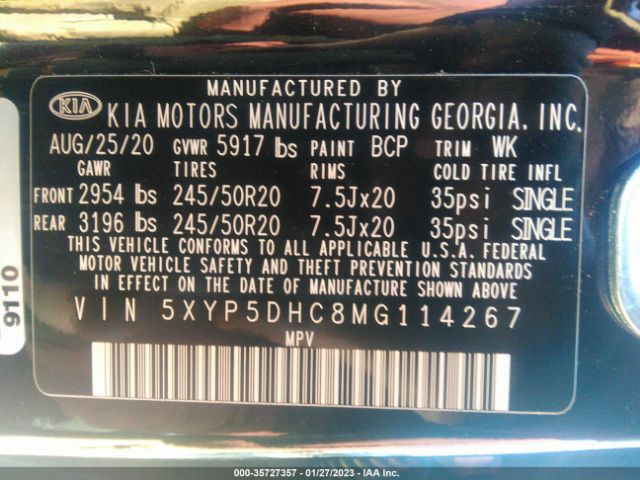 MANUFACTURED BY
KIA KIA MOTORS MANUFACTURING GEORGIA, INC.
AUG/25/20 GVWR 5917 lbs PAINT BCP TRIM WK
GAWR TIRES RIMS COLD TIRE INFL
FRONT 2954 lbs 245/50R20 7.5Jx20 35psi SINGLE
REAR 3196 lbs 245/50R20 7.5Jx20 35psi SINGLE
THIS VEHICLE CONFORMS TO ALL APPLICABLE U.S.A. FEDERAL
MOTOR VEHICLE SAFETY AND THEFT PREVENTION STANDARDS
IN EFFECT ON THE DATE OF MANUFACTURE SHOWN ABOVE
VIN 5XYP5DHC8MG114267
MPV
9110
000-35727357 | 01/27/2023 | IAA Inc.